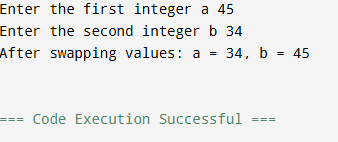 Enter the first integer a 45
Enter the second integer b 34
After swapping values: a = 34, b = 45
=== Code Execution Successful ===